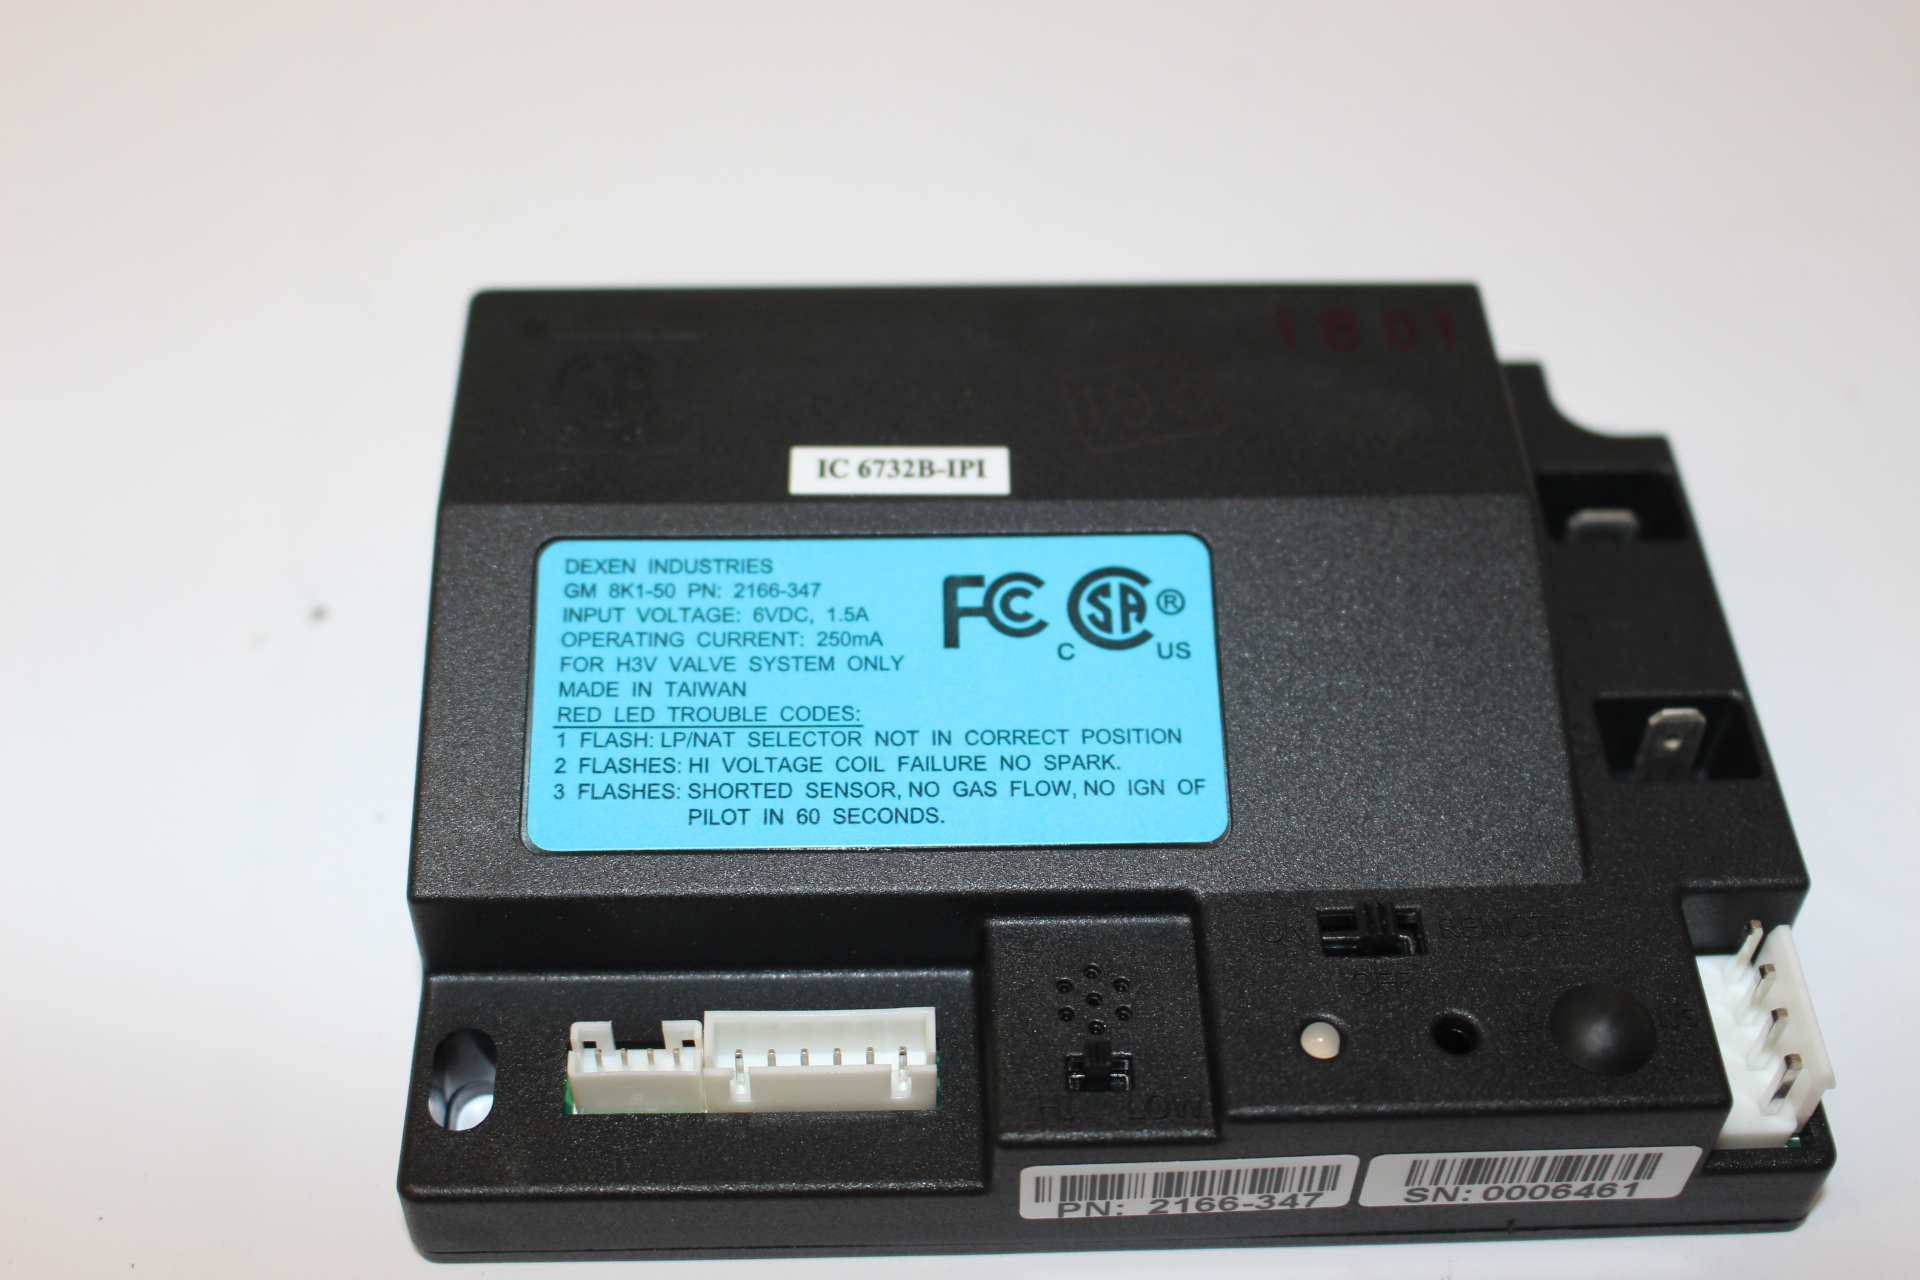 1801
19
IC 6732B-IPI
DEXEN INDUSTRIES
GM 8K1-50 PN: 2166-347
INPUT VOLTAGE: 6VDC, 1.5A
OPERATING CURRENT: 250mA
FOR H3V VALVE SYSTEM ONLY
MADE IN TAIWAN
RED LED TROUBLE CODES:
1 FLASH: LP/NAT SELECTOR NOT IN CORRECT POSITION
2 FLASHES: HI VOLTAGE COIL FAILURE NO SPARK.
3 FLASHES: SHORTED SENSOR, NO GAS FLOW, NO IGN OF
PILOT IN 60 SECONDS.
FCC CSA ®
C US
ON REMOTE
OFF
HI LOW
PN: 2166-347
SN: 0006461